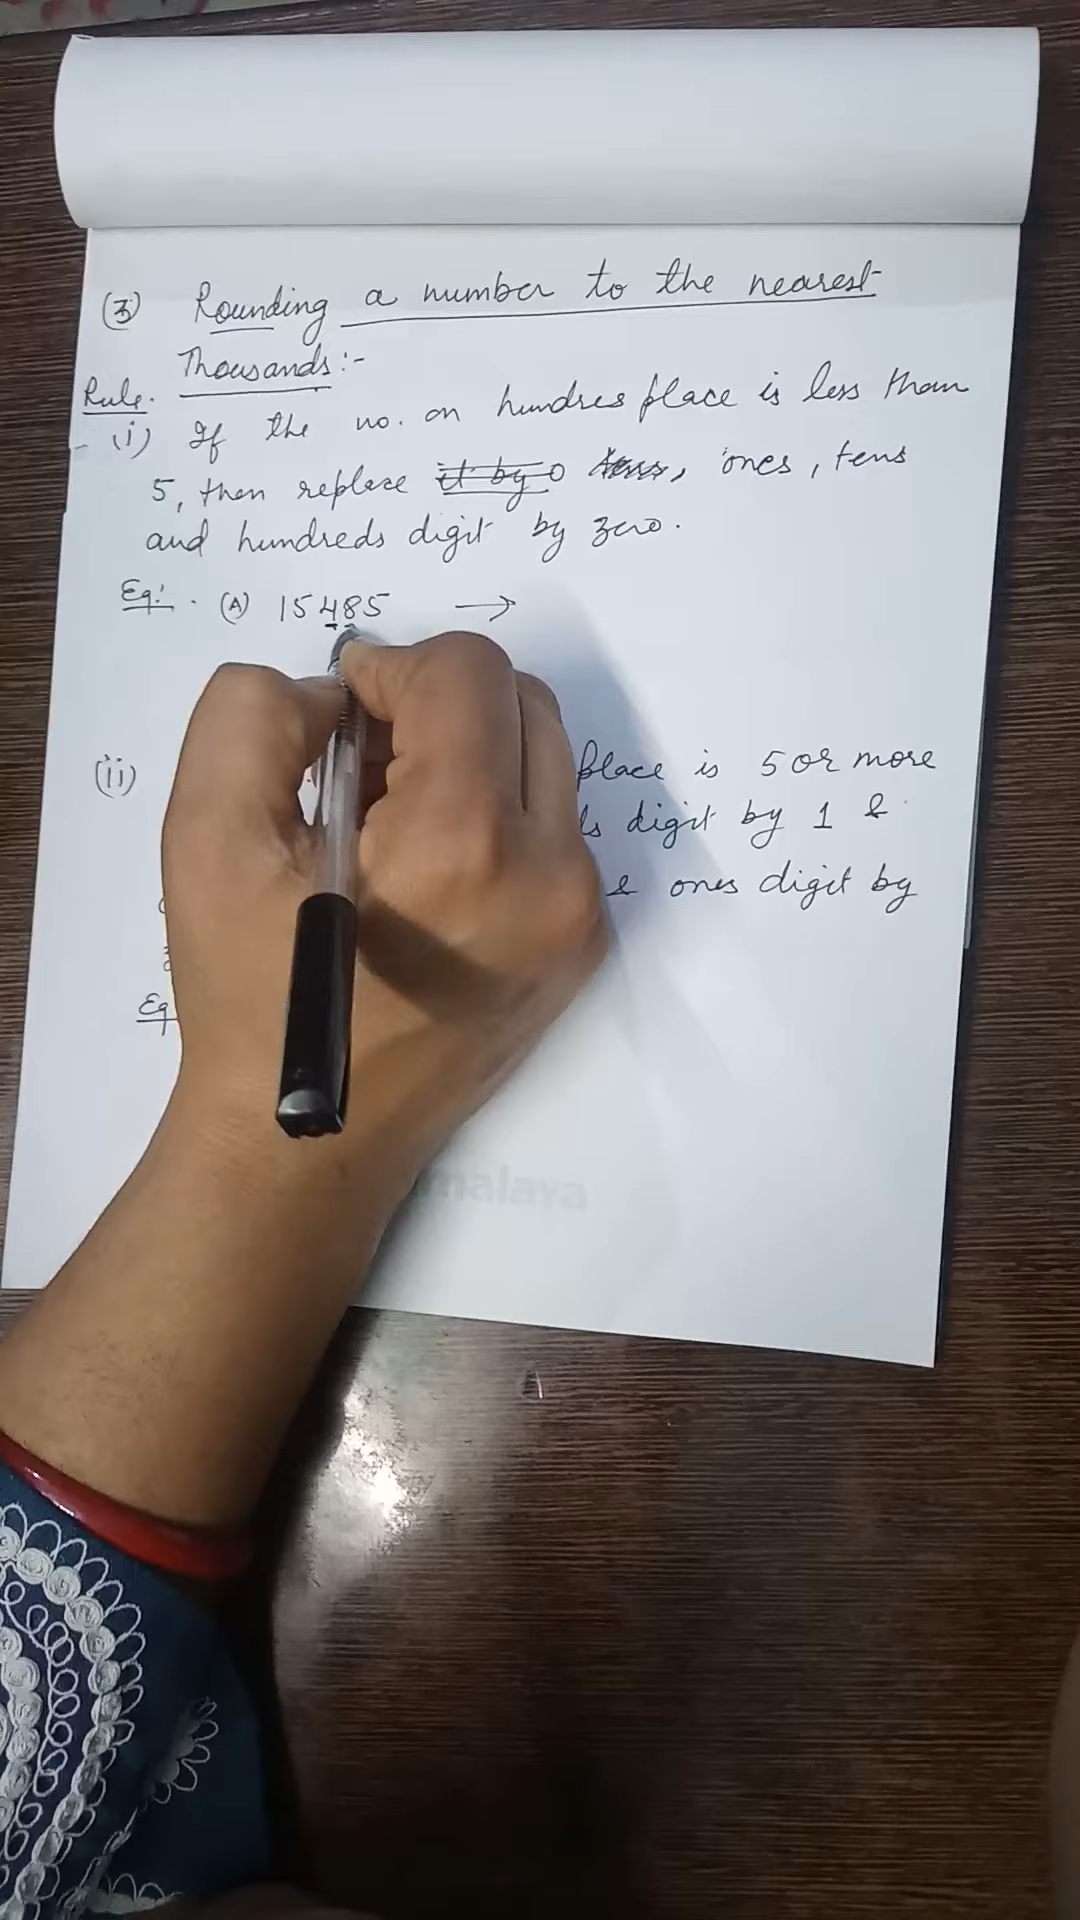 (3) Rounding a number to the nearest
Thousands:-
Rule.
(i) If the no. on hundres place is less than
5, then replace it by 0 tens, ones, tens
and hundreds digit by zero.
Eg:. (A) 15485 →
(ii) place is 5 or more
digit by 1 &
& ones digit by
Eg
malaya